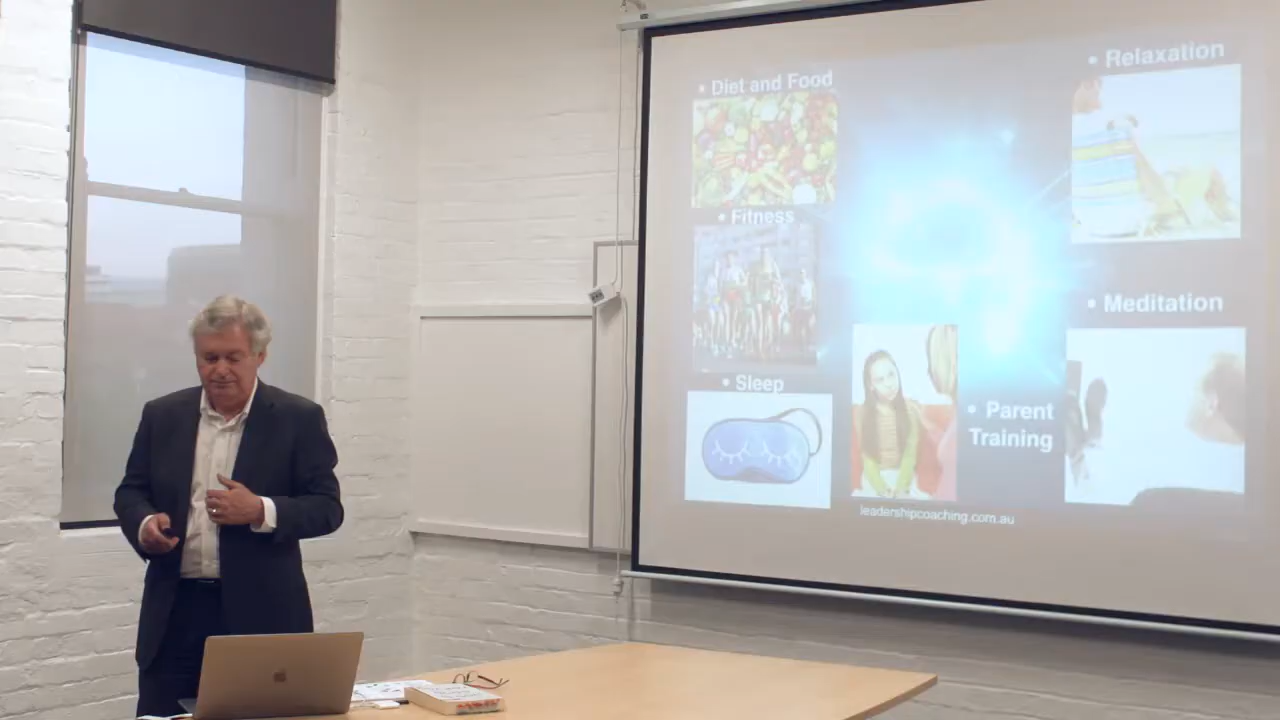 • Diet and Food
• Fitness
• Sleep
• Parent
Training
• Relaxation
• Meditation
leadershipcoaching.com.au